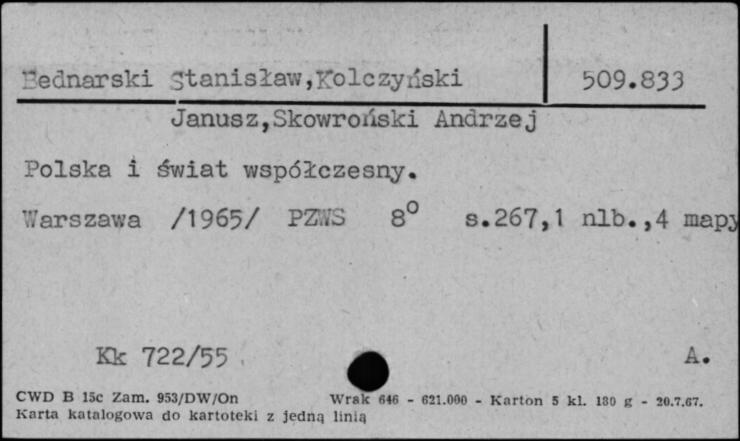 Bednarski Stanisław,Kolczyński 509.833
Janusz,Skowroński Andrzej
Polska i świat współczesny.
Warszawa /1965/ PZWS 8° s.267,1 nlb.,4 mapy
Kk 722/55 A.
CWD B 15c Zam. 953/DW/On Wrak 646 - 621.000 - Karton 5 kl. 180 g - 20.7.67.
Karta katalogowa do kartoteki z jedną linią